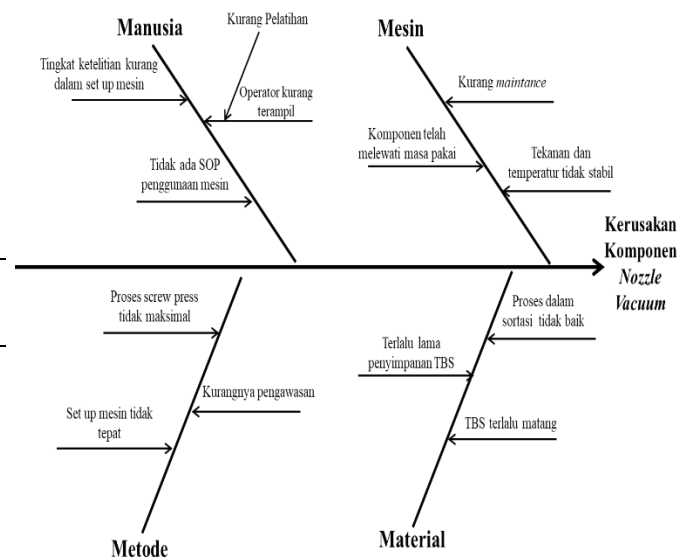 Manusia
Kurang Pelatihan
Mesin
Tingkat ketelitian kurang
dalam set up mesin
Operator kurang
terampil
Tidak ada SOP
penggunaan mesin
Kurang maintance
Komponen telah
melewati masa pakai
Tekanan dan
temperatur tidak stabil
Kerusakan
Komponen
Nozzle
Vacuum
Proses screw press
tidak maksimal
Kurangnya pengawasan
Set up mesin tidak
tepat
Metode
Proses dalam
sortasi tidak baik
Terlalu lama
penyimpanan TBS
TBS terlalu matang
Material